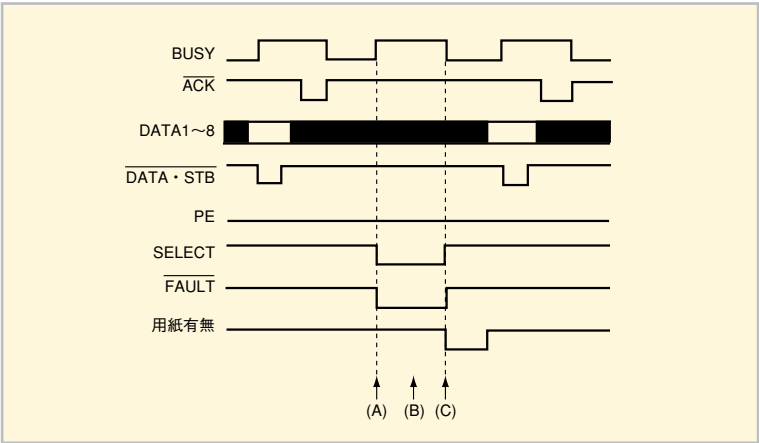 BUSY
ACK
DATA1〜8
DATA・STB
PE
SELECT
FAULT
用紙有無
(A) (B) (C)